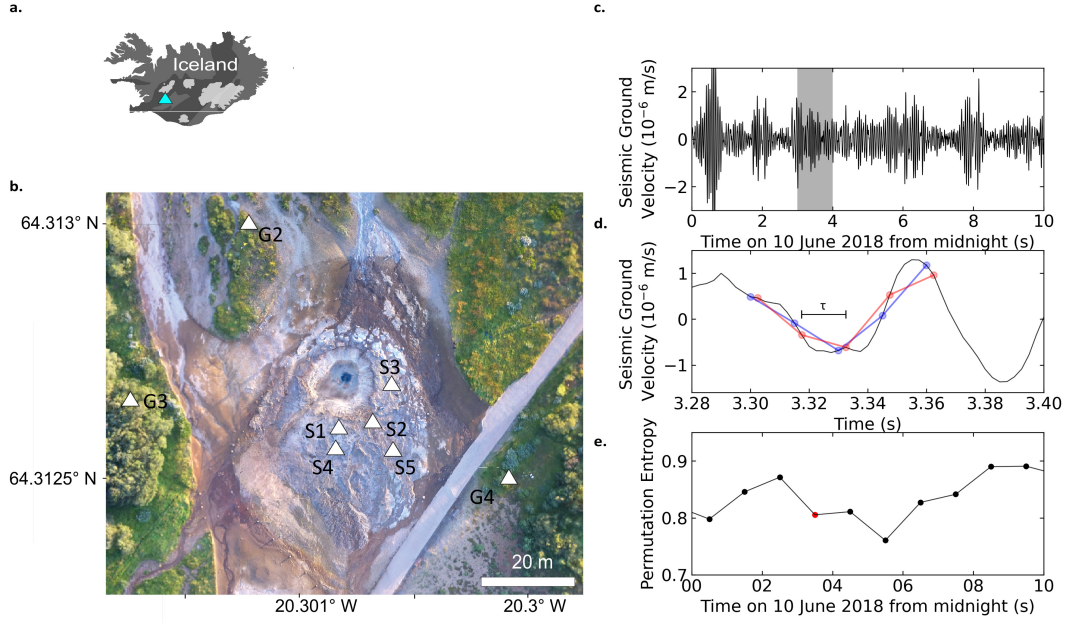 a.
Iceland
b.
64.313° N
64.3125° N
G2
G3
S3
S1
S2
S4
S5
G4
20 m
20.301° W
20.3° W
c.
Seismic Ground
Velocity (10⁻⁶ m/s)
2
0
−2
0 2 4 6 8 10
Time on 10 June 2018 from midnight (s)
d.
Seismic Ground
Velocity (10⁻⁶ m/s)
1
0
−1
τ
3.28 3.30 3.32 3.34 3.36 3.38 3.40
Time (s)
e.
Permutation Entropy
0.9
0.8
0.7
00 02 04 06 08 10
Time on 10 June 2018 from midnight (s)